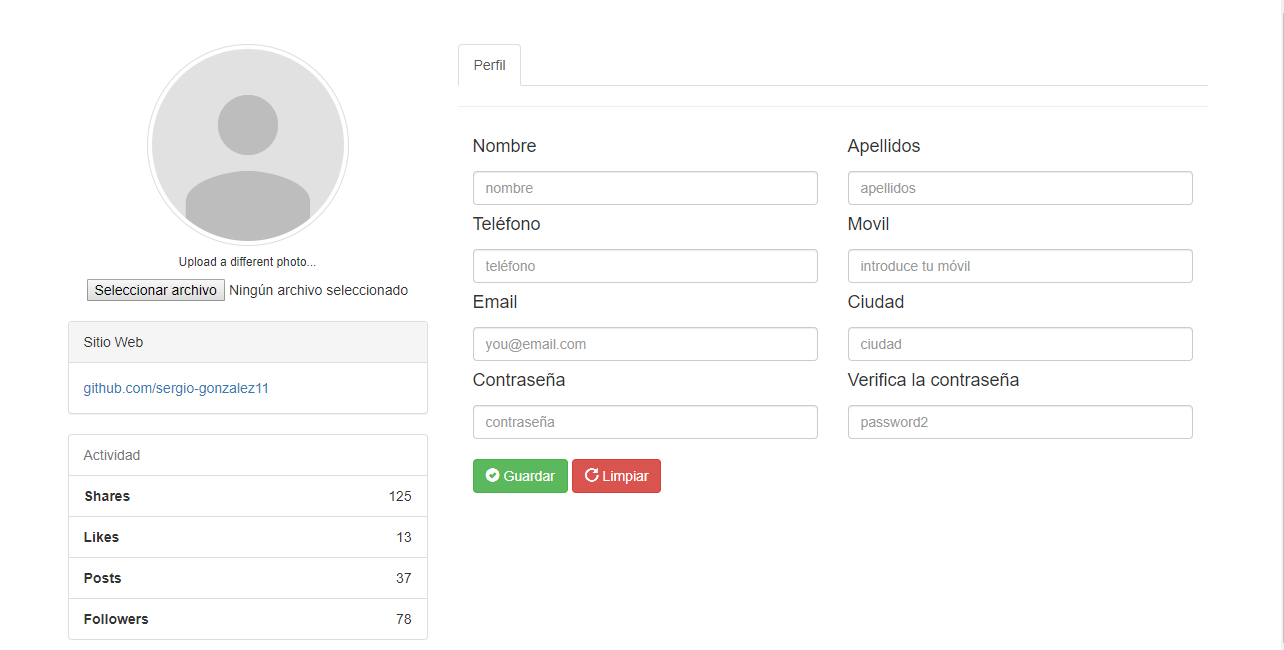 Upload a different photo...
Seleccionar archivo Ningún archivo seleccionado
Sitio Web
github.com/sergio-gonzalez11
Actividad
Shares 125
Likes 13
Posts 37
Followers 78
Perfil
Nombre
nombre
Apellidos
apellidos
Teléfono
teléfono
Movil
introduce tu móvil
Email
you@email.com
Ciudad
ciudad
Contraseña
contraseña
Verifica la contraseña
password2
Guardar
Limpiar